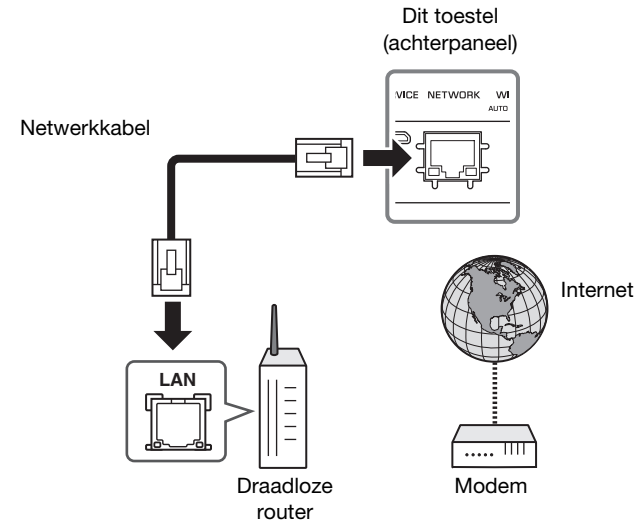 Dit toestel
(achterpaneel)
VICE NETWORK WI
AUTO
Netwerkkabel
Internet
LAN
Draadloze
router
Modem